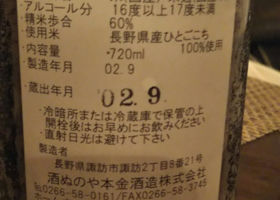 ・アルコール分　16度以上17度未満
・精米歩合　60%
・使用米　長野県産ひとごこち
100%使用
・内容量　・720ml
・製造年月　02.9
・蔵出年月　02.9
・冷暗所または冷蔵庫で保管の上
開栓後はお早めにお飲みください
・直射日光は避けて下さい
製造者
長野県諏訪市諏訪2丁目8番21号
酒ぬのや本金酒造株式会社
℡0266-58-0161/FAX0266-58-3745